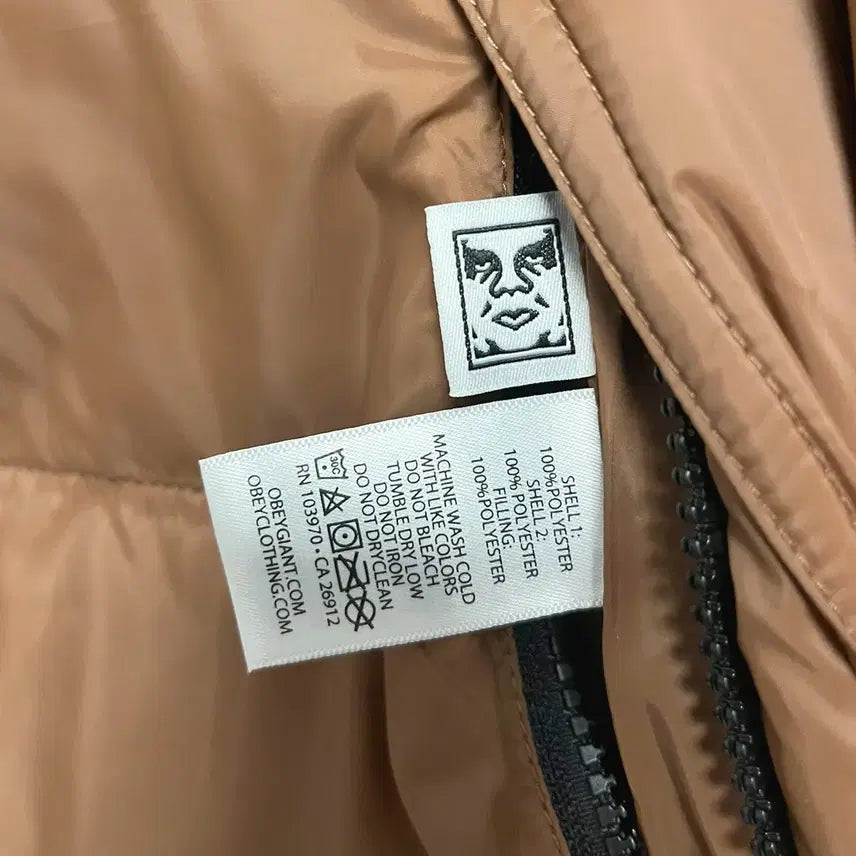 SHELL 1:
100%POLYESTER
SHELL 2:
100% POLYESTER
FILLING:
100%POLYESTER
MACHINE WASH COLD
WITH LIKE COLORS
DO NOT BLEACH
TUMBLE DRY LOW
DO NOT IRON
DO NOT DRYCLEAN
30C
RN 103970 • CA 26912
OBEYGIANT.COM
OBEYCLOTHING.COM